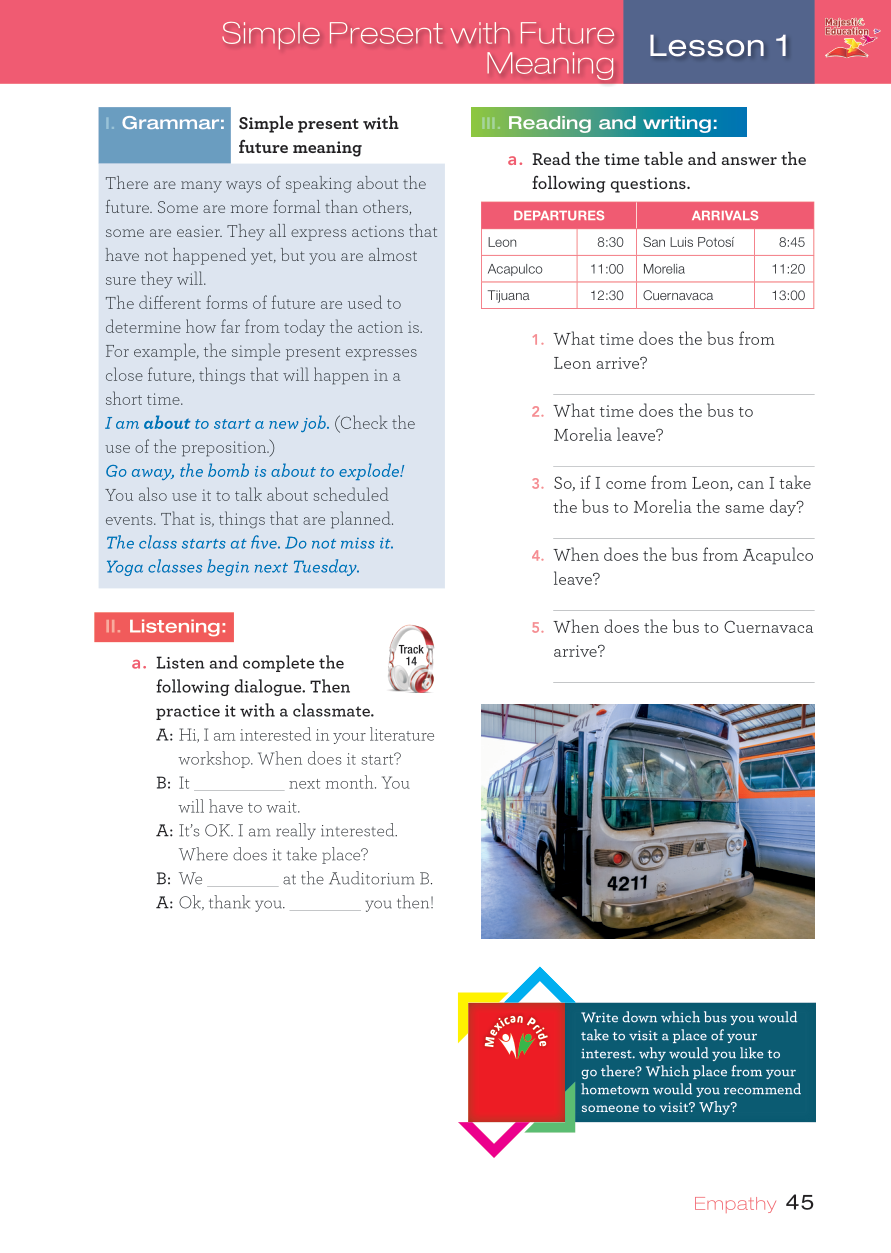 Simple Present with Future
Meaning
Lesson 1
Majestic
Education
I. Grammar:
Simple present with
future meaning
There are many ways of speaking about the
future. Some are more formal than others,
some are easier. They all express actions that
have not happened yet, but you are almost
sure they will.
The different forms of future are used to
determine how far from today the action is.
For example, the simple present expresses
close future, things that will happen in a
short time.
I am about to start a new job. (Check the
use of the preposition.)
Go away, the bomb is about to explode!
You also use it to talk about scheduled
events. That is, things that are planned.
The class starts at five. Do not miss it.
Yoga classes begin next Tuesday.
II. Listening:
Track
14
a. Listen and complete the
following dialogue. Then
practice it with a classmate.
A: Hi, I am interested in your literature
workshop. When does it start?
B: It __________ next month. You
will have to wait.
A: It's OK. I am really interested.
Where does it take place?
B: We ________ at the Auditorium B.
A: Ok, thank you. ________ you then!
III. Reading and writing:
a. Read the time table and answer the
following questions.
DEPARTURES ARRIVALS
Leon 8:30 San Luis Potosí 8:45
Acapulco 11:00 Morelia 11:20
Tijuana 12:30 Cuernavaca 13:00
1. What time does the bus from
Leon arrive?
2. What time does the bus to
Morelia leave?
3. So, if I come from Leon, can I take
the bus to Morelia the same day?
4. When does the bus from Acapulco
leave?
5. When does the bus to Cuernavaca
arrive?
4211
4211
Mexican Pride
Write down which bus you would
take to visit a place of your
interest. why would you like to
go there? Which place from your
hometown would you recommend
someone to visit? Why?
Empathy 45